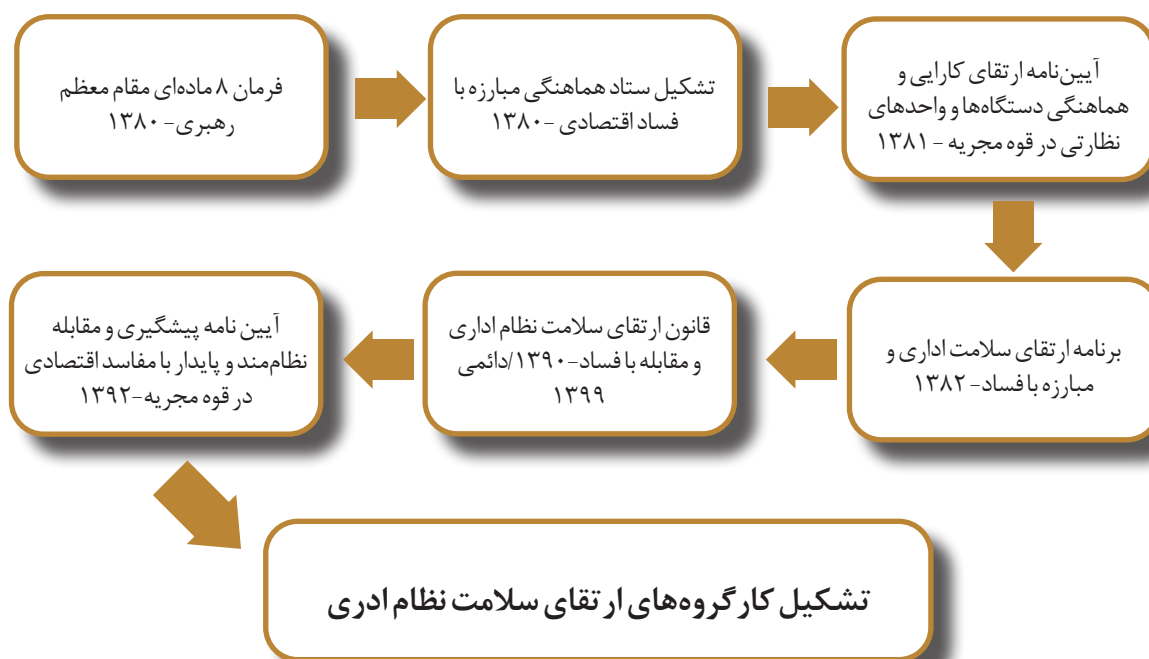 فرمان ۸ ماده‌ای مقام معظم
رهبری- ۱۳۸۰
تشکیل ستاد هماهنگی مبارزه با
فساد اقتصادی -۱۳۸۰
آیین‌نامه ارتقای کارایی و
هماهنگی دستگاه‌ها و واحدهای
نظارتی در قوه مجریه - ۱۳۸۱
برنامه ارتقای سلامت اداری و
مبارزه با فساد- ۱۳۸۲
قانون ارتقای سلامت نظام اداری
و مقابله با فساد-۱۳۹۰/دائمی
۱۳۹۹
آیین نامه پیشگیری و مقابله
نظام‌مند و پایدار با مفاسد اقتصادی
در قوه مجریه-۱۳۹۲
تشکیل کارگروه‌های ارتقای سلامت نظام ادری